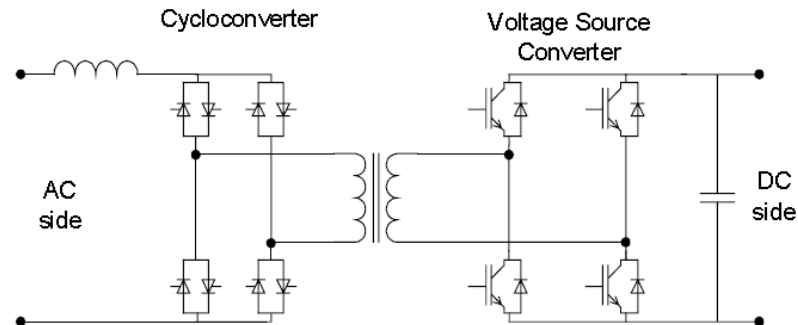 Cycloconverter
Voltage Source
Converter
AC
side
DC
side